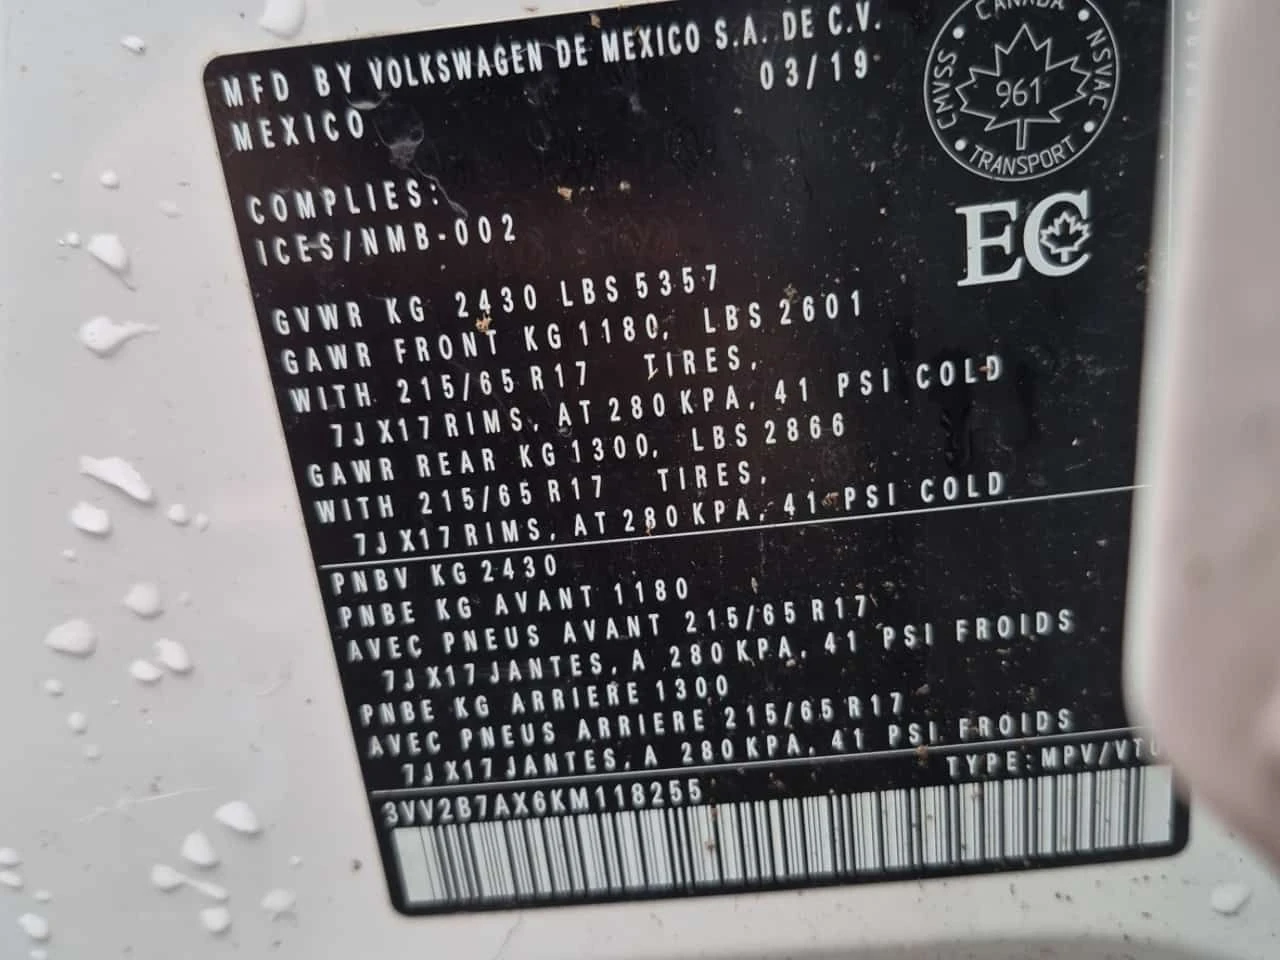 MFD BY VOLKSWAGEN DE MEXICO S.A. DE C.V.
03/19
MEXICO
CANADA
CMVSS
NSVAC
961
TRANSPORT
COMPLIES:
ICES/NMB-002
EC
GVWR KG 2430 LBS 5357
GAWR FRONT KG 1180, LBS 2601
WITH 215/65 R17 TIRES,
7J X17 RIMS, AT 280 KPA, 41 PSI COLD
GAWR REAR KG 1300, LBS 2866
WITH 215/65 R17 TIRES,
7J X17 RIMS, AT 280 KPA, 41 PSI COLD
PNBV KG 2430
PNBE KG AVANT 1180
AVEC PNEUS AVANT 215/65 R17
7J X17 JANTES, A 280 KPA, 41 PSI FROIDS
PNBE KG ARRIERE 1300
AVEC PNEUS ARRIERE 215/65 R17
7J X17 JANTES, A 280 KPA, 41 PSI FROIDS
TYPE:MPV/VTU
3VV2B7AX6KM118255